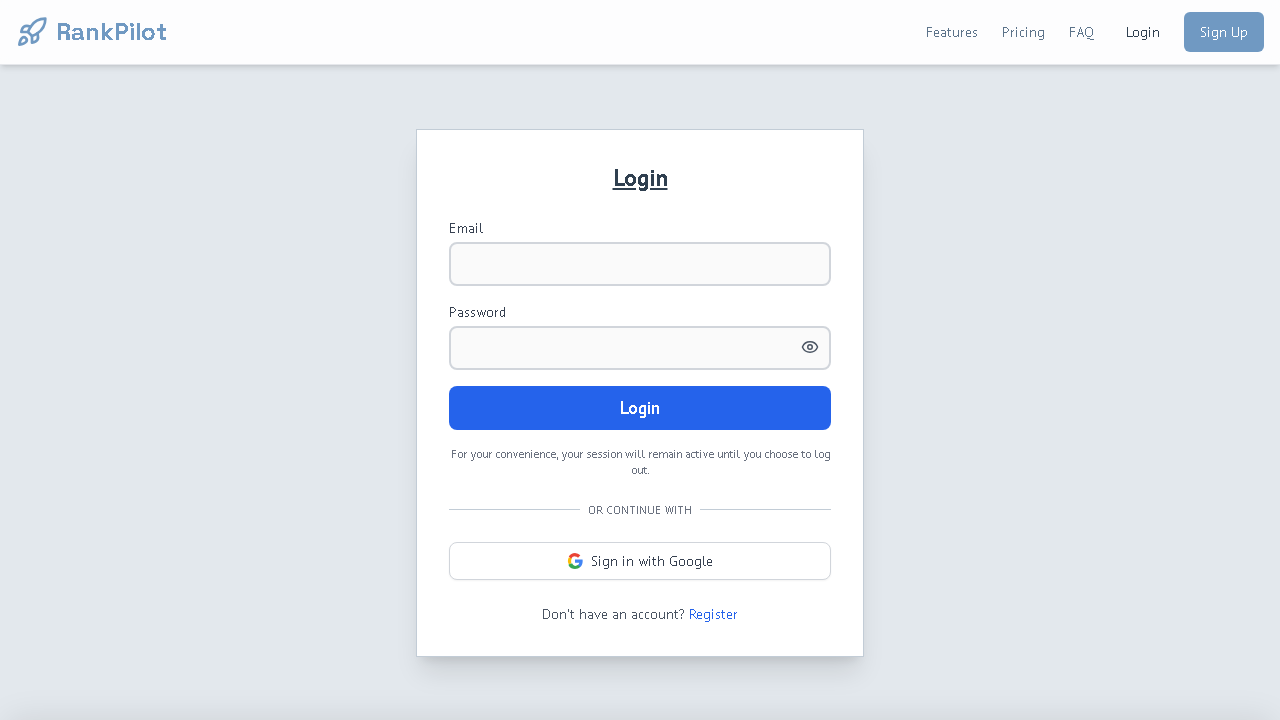 RankPilot
Features
Pricing
FAQ
Login
Sign Up
Login
Email
Password
Login
For your convenience, your session will remain active until you choose to log
out.
OR CONTINUE WITH
Sign in with Google
Don't have an account? Register